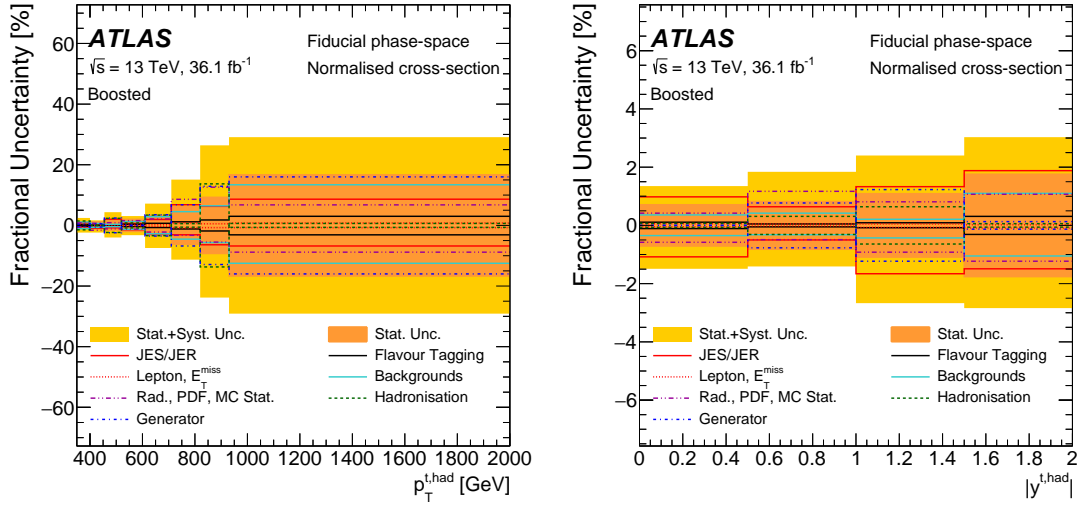 Fractional Uncertainty [%]
60
40
20
0
−20
−40
−60
ATLAS
√s = 13 TeV, 36.1 fb-1
Boosted
Fiducial phase-space
Normalised cross-section
Stat.+Syst. Unc.
Stat. Unc.
JES/JER
Flavour Tagging
Lepton, E_T^miss
Backgrounds
Rad., PDF, MC Stat.
Hadronisation
Generator
400 600 800 1000 1200 1400 1600 1800 2000
p_T^t,had [GeV]
Fractional Uncertainty [%]
6
4
2
0
−2
−4
−6
ATLAS
√s = 13 TeV, 36.1 fb-1
Boosted
Fiducial phase-space
Normalised cross-section
Stat.+Syst. Unc.
Stat. Unc.
JES/JER
Flavour Tagging
Lepton, E_T^miss
Backgrounds
Rad., PDF, MC Stat.
Hadronisation
Generator
0 0.2 0.4 0.6 0.8 1 1.2 1.4 1.6 1.8 2
|y^t,had|